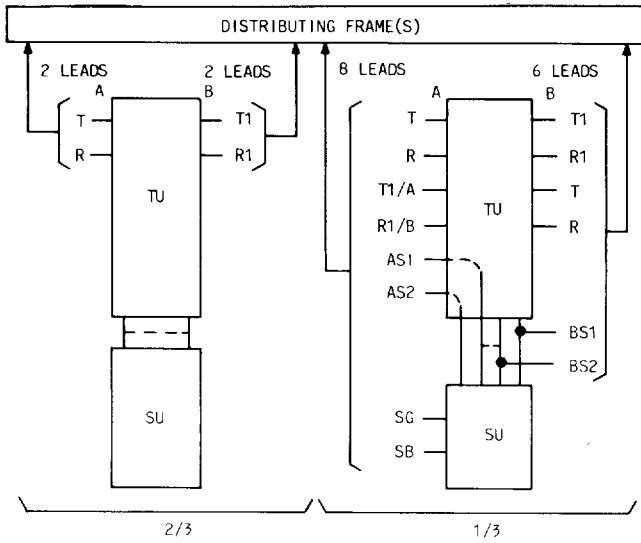 DISTRIBUTING FRAME(S)
2 LEADS
2 LEADS
A
B
T
T1
R
R1
TU
SU
2/3
8 LEADS
6 LEADS
A
B
T
T1
R
R1
T1/A
T
TU
R1/B
R
AS1
AS2
BS1
BS2
SG
SU
SB
1/3